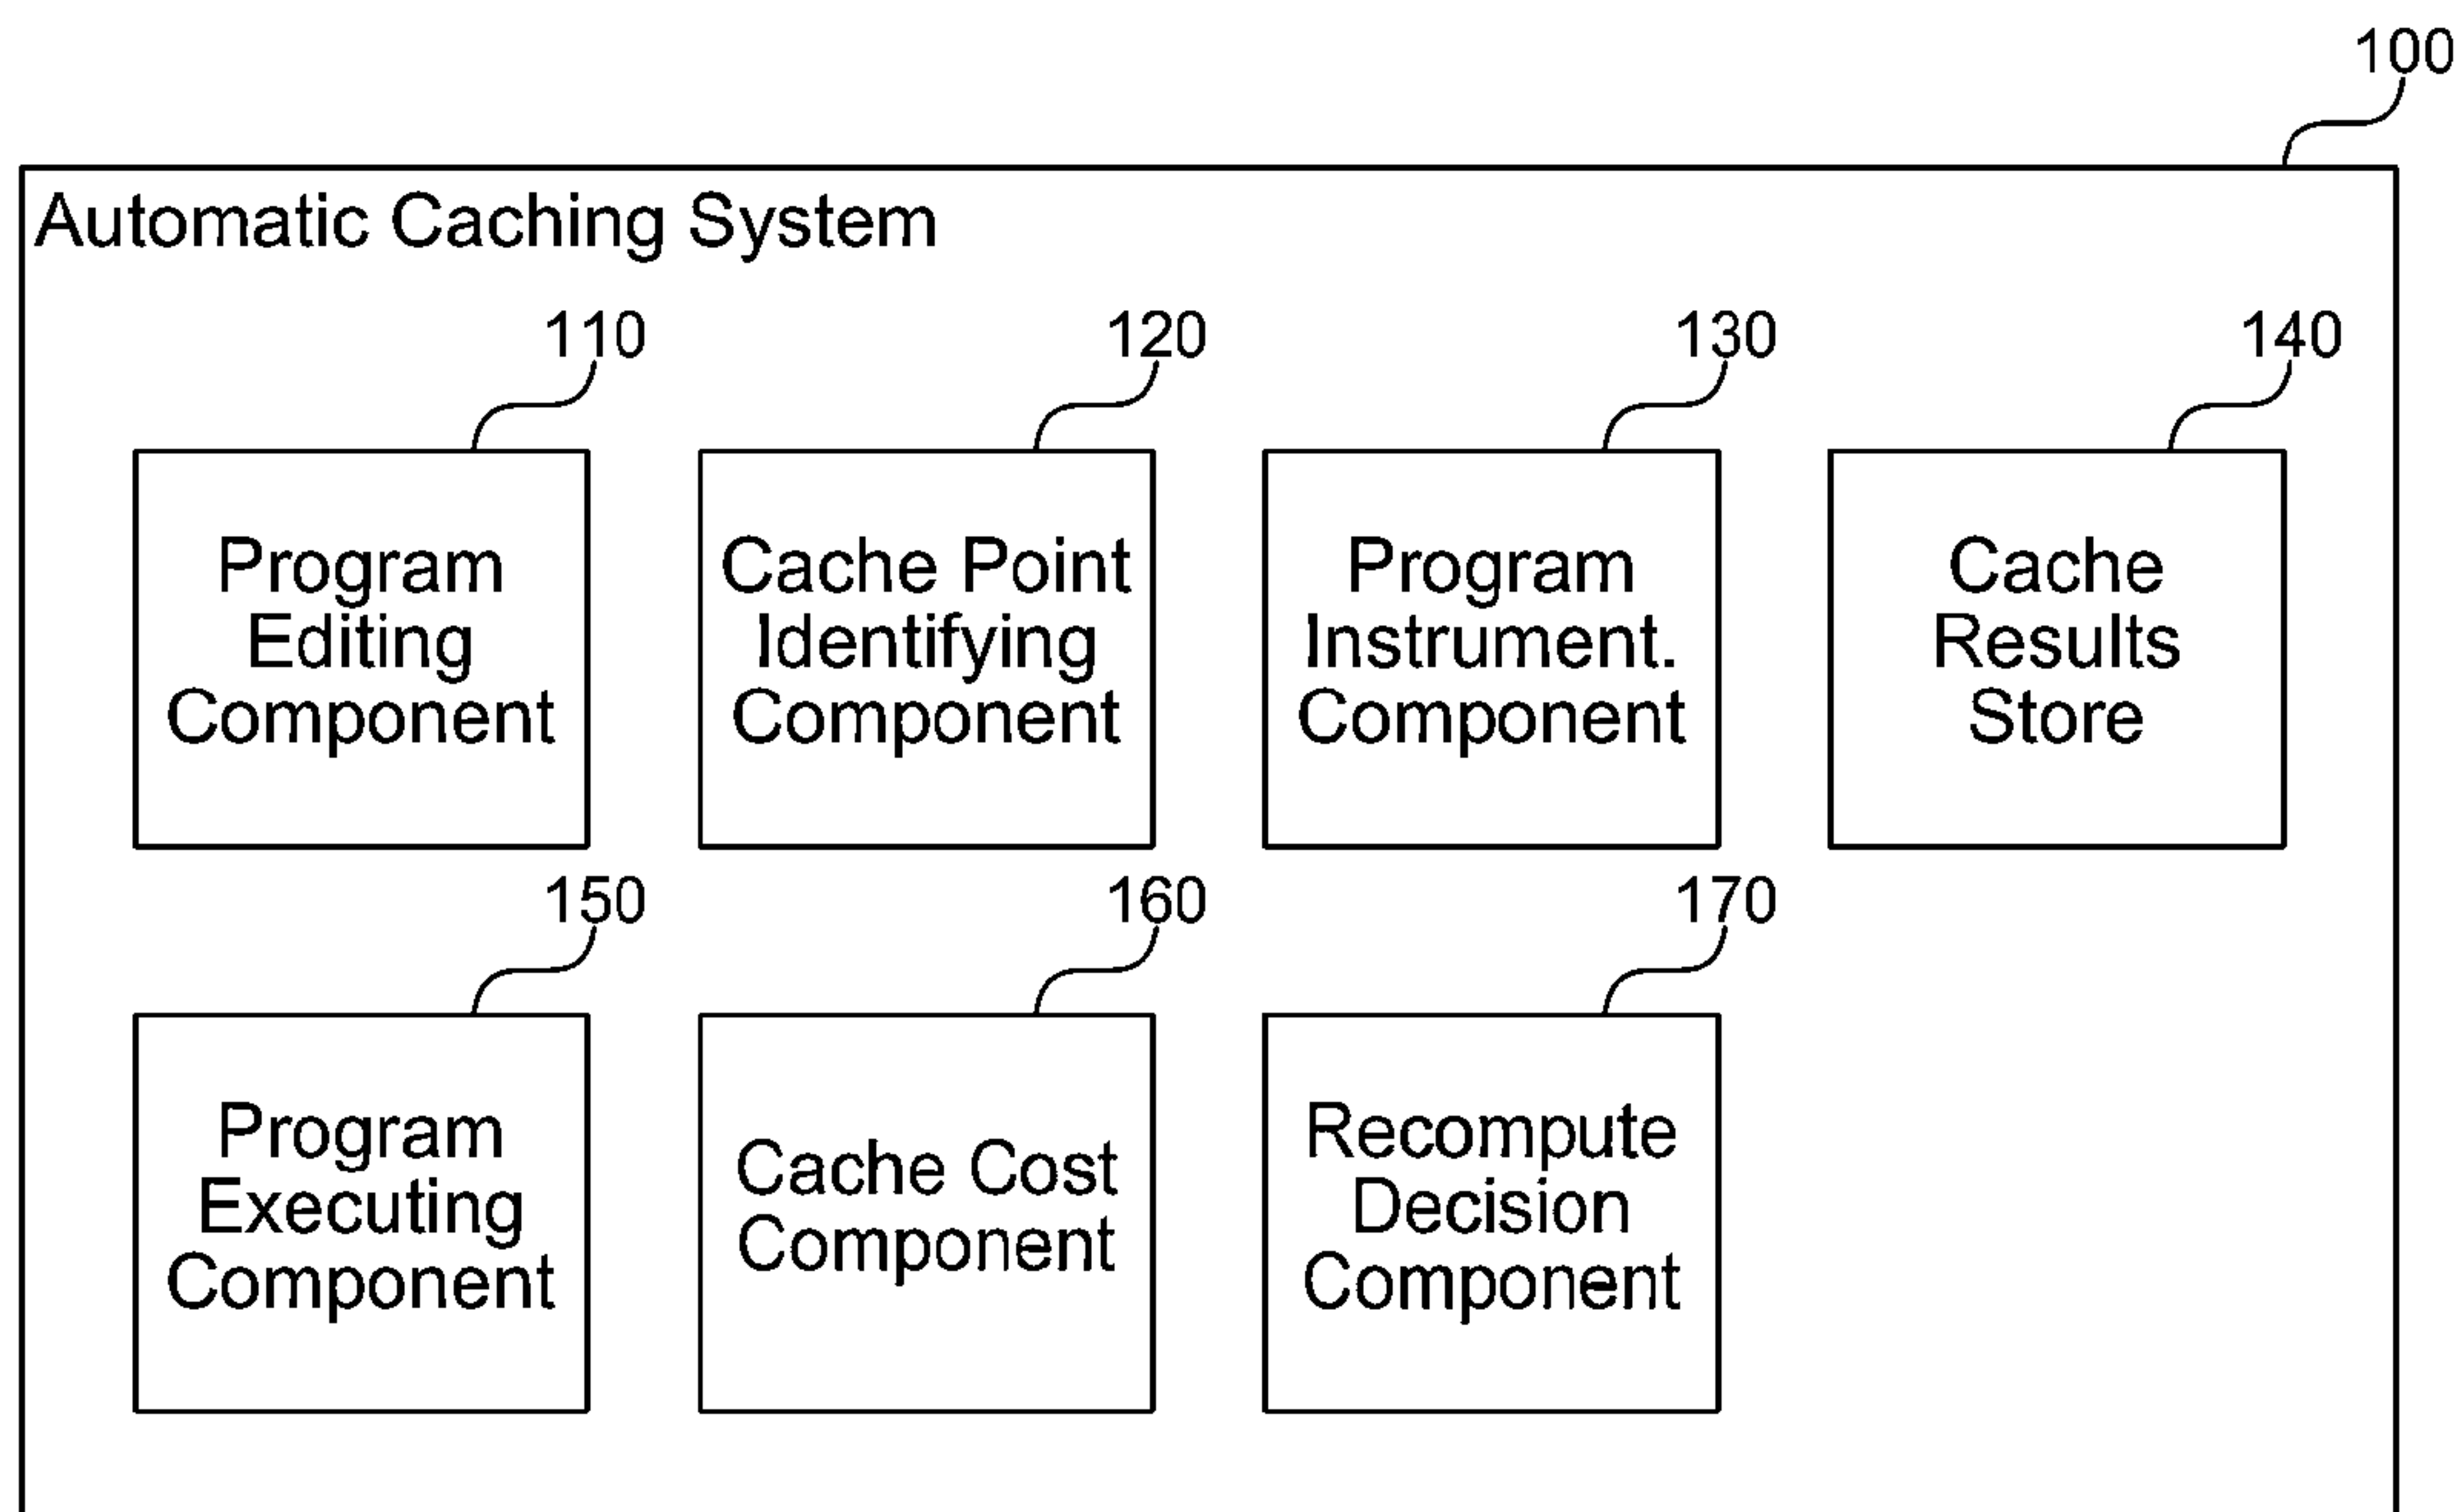 100
Automatic Caching System
110
120
130
140
Program
Editing
Component
Cache Point
Identifying
Component
Program
Instrument.
Component
Cache
Results
Store
150
160
170
Program
Executing
Component
Cache Cost
Component
Recompute
Decision
Component